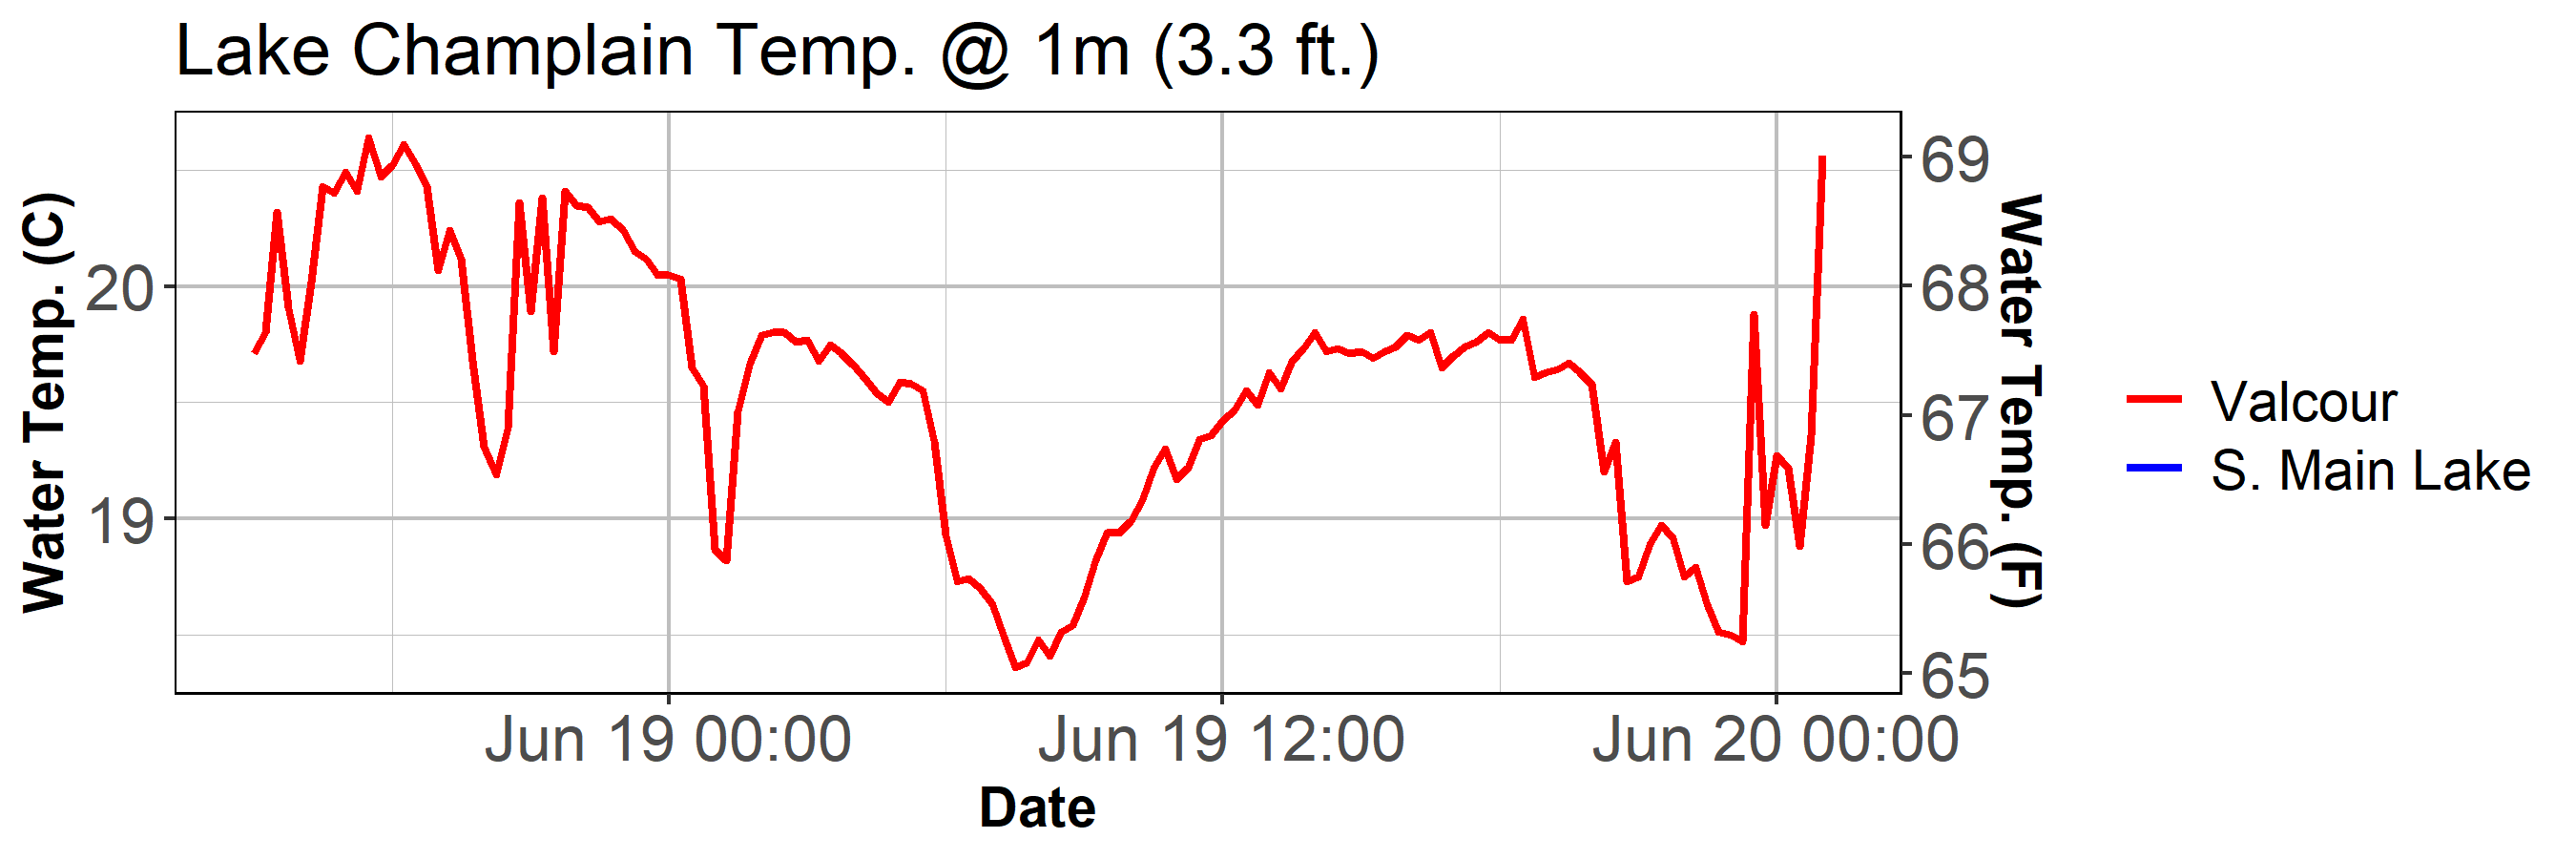 Lake Champlain Temp. @ 1m (3.3 ft.)
Water Temp. (C)
20
19
69
68
67
66
65
Water Temp. (F)
Jun 19 00:00
Jun 19 12:00
Jun 20 00:00
Date
Valcour
S. Main Lake